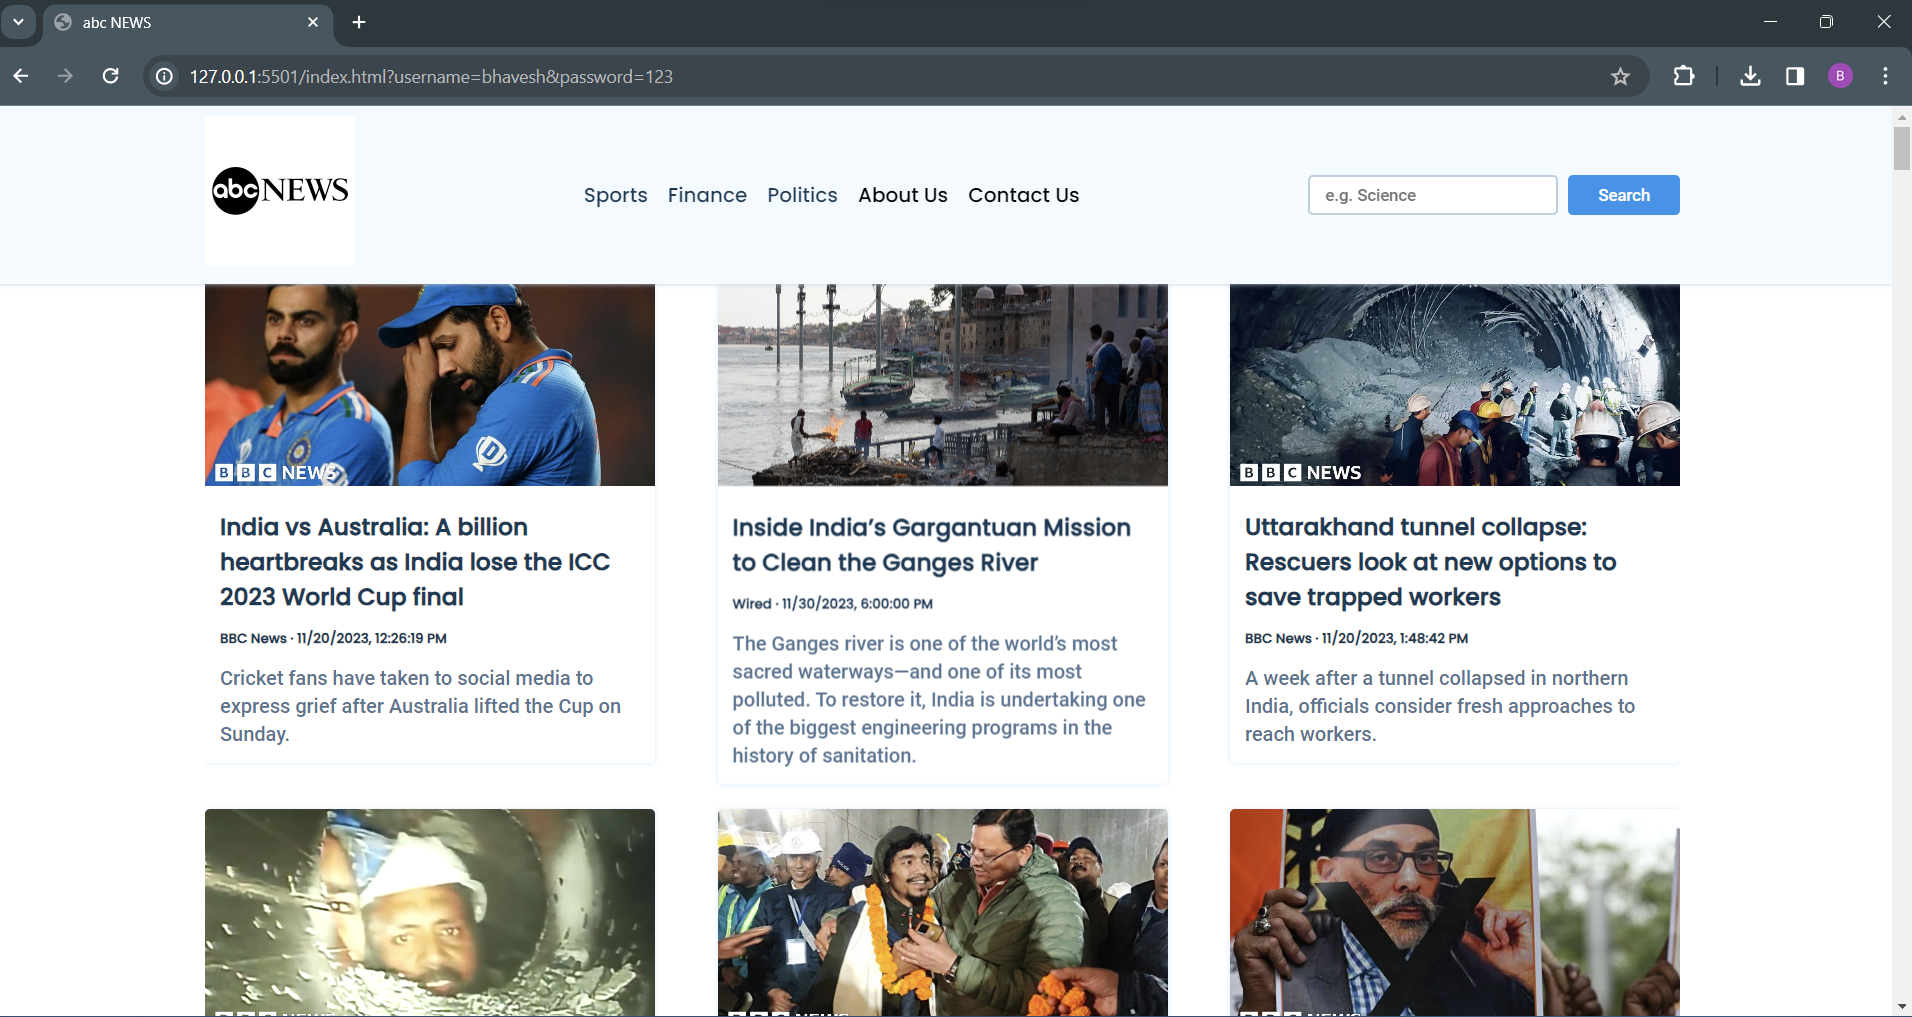 abc NEWS
127.0.0.1:5501/index.html?username=bhavesh&password=123
B
abc NEWS
Sports Finance Politics About Us Contact Us
e.g. Science
Search
BBC NEWS
BBC NEWS
India vs Australia: A billion
heartbreaks as India lose the ICC
2023 World Cup final
BBC News · 11/20/2023, 12:26:19 PM
Cricket fans have taken to social media to
express grief after Australia lifted the Cup on
Sunday.
Inside India’s Gargantuan Mission
to Clean the Ganges River
Wired · 11/30/2023, 6:00:00 PM
The Ganges river is one of the world’s most
sacred waterways—and one of its most
polluted. To restore it, India is undertaking one
of the biggest engineering programs in the
history of sanitation.
Uttarakhand tunnel collapse:
Rescuers look at new options to
save trapped workers
BBC News · 11/20/2023, 1:48:42 PM
A week after a tunnel collapsed in northern
India, officials consider fresh approaches to
reach workers.
BBC NEWS
BBC NEWS
BBC NEWS